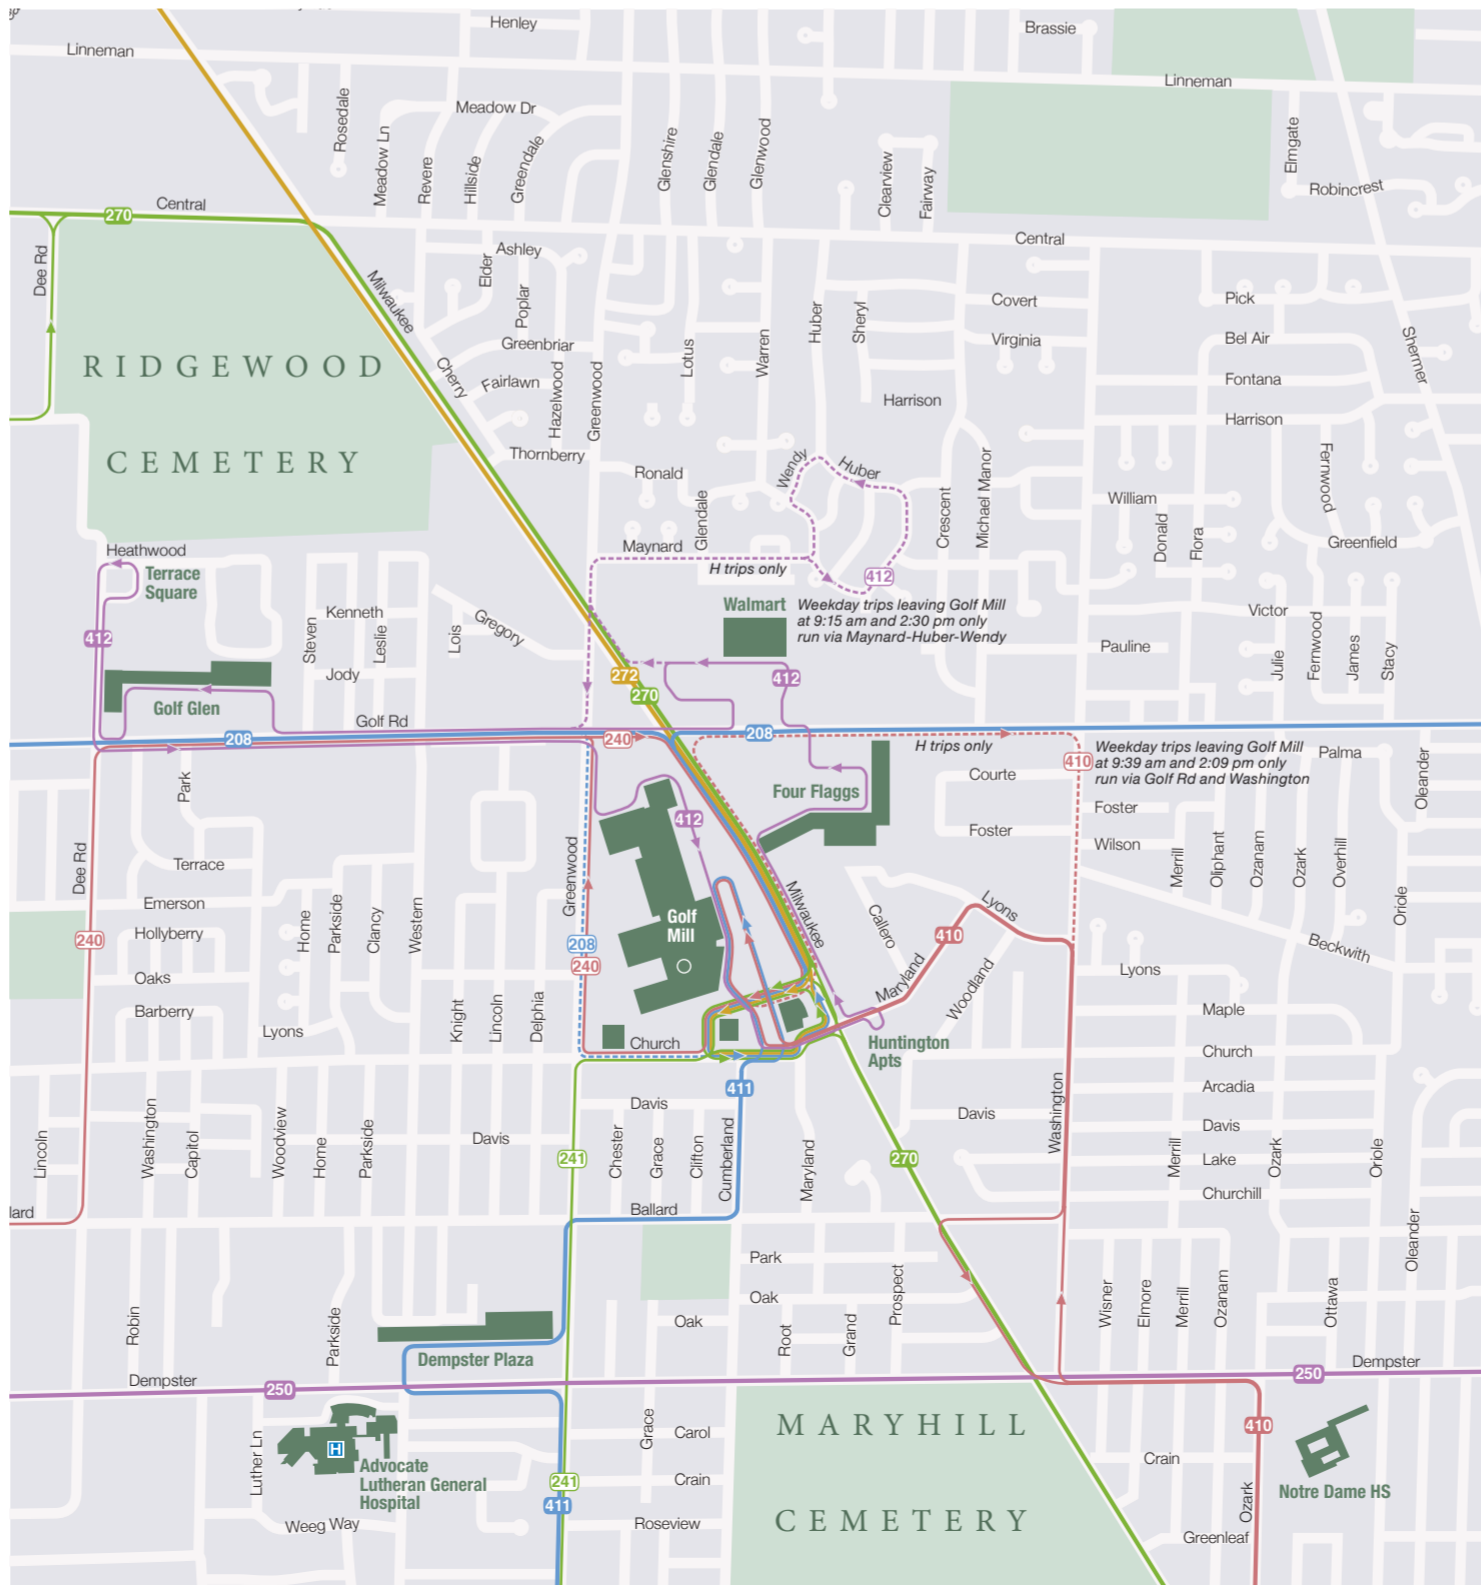 Henley
Brassie
Linneman
Linneman
Rosedale
Meadow Dr
Meadow Ln
Revere
Hillside
Greendale
Glenshire
Glendale
Glenwood
Clearview
Fairway
Elmgate
Robincrest
270
Central
Central
Dee Rd
Milwaukee
Ashley
Elder
Poplar
Greenbriar
Cherry
Fairlawn
Hazelwood
Greenwood
Thornberry
Lotus
Warren
Huber
Sheryl
Covert
Virginia
Harrison
Pick
Bel Air
Fontana
Harrison
Shermer
RIDGEWOOD
CEMETERY
Ronald
Glendale
Wendy
Huber
Crescent
Michael Manor
William
Donald
Flora
Fernwood
Greenfield
Heathwood
Terrace
Square
Maynard
H trips only
412
Walmart
Weekday trips leaving Golf Mill
at 9:15 am and 2:30 pm only
run via Maynard-Huber-Wendy
Victor
Pauline
Julie
Fernwood
James
Stacy
412
Steven
Kenneth
Leslie
Jody
Lois
Gregory
272
270
412
Golf Glen
Golf Rd
208
240
208
H trips only
410
Weekday trips leaving Golf Mill
at 9:39 am and 2:09 pm only
run via Golf Rd and Washington
Palma
Oleander
Courte
Foster
Foster
Wilson
Merrill
Oliphant
Ozanam
Ozark
Overhill
Oriole
Beckwith
Four Flaggs
412
Park
Terrace
Dee Rd
Emerson
Hollyberry
Oaks
Barberry
240
Home
Parkside
Clancy
Western
Lyons
Knight
Lincoln
Delphia
Greenwood
208
240
Golf
Mill
Milwaukee
Callero
Lyons
410
Maryland
Woodland
Lyons
Maple
Church
Arcadia
Davis
Lake
Churchill
Church
Huntington
Apts
411
Davis
Davis
Washington
Lincoln
Washington
Capitol
Woodview
Home
Parkside
Davis
241
Chester
Grace
Clifton
Cumberland
Maryland
270
Merrill
Ozark
Oriole
lard
Ballard
Oleander
Park
Oak
Oak
Root
Grand
Prospect
Wisner
Elmore
Merrill
Ozanam
Ottawa
Robin
Parkside
Dempster Plaza
Dempster
250
250
Dempster
Luther Ln
H
Advocate
Lutheran General
Hospital
Weeg Way
241
411
Grace
Carol
Crain
Roseview
MARYHILL
CEMETERY
410
Crain
Ozark
Greenleaf
Notre Dame HS